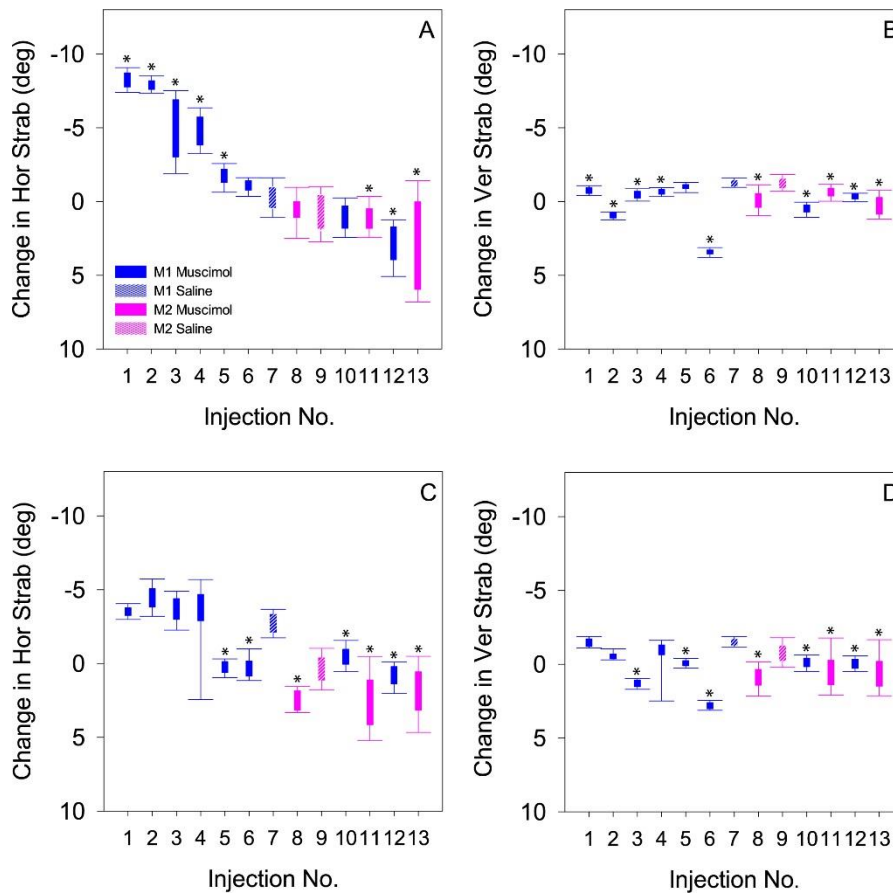 A
Change in Hor Strab (deg)
-10
-5
0
5
10
* * * * * * * *
M1 Muscimol
M1 Saline
M2 Muscimol
M2 Saline
1 2 3 4 5 6 7 8 9 10 11 12 13
Injection No.
B
Change in Ver Strab (deg)
-10
-5
0
5
10
* * * * * * * * * *
1 2 3 4 5 6 7 8 9 10 11 12 13
Injection No.
C
Change in Hor Strab (deg)
-10
-5
0
5
10
* * * * * * *
1 2 3 4 5 6 7 8 9 10 11 12 13
Injection No.
D
Change in Ver Strab (deg)
-10
-5
0
5
10
* * * * * * * *
1 2 3 4 5 6 7 8 9 10 11 12 13
Injection No.